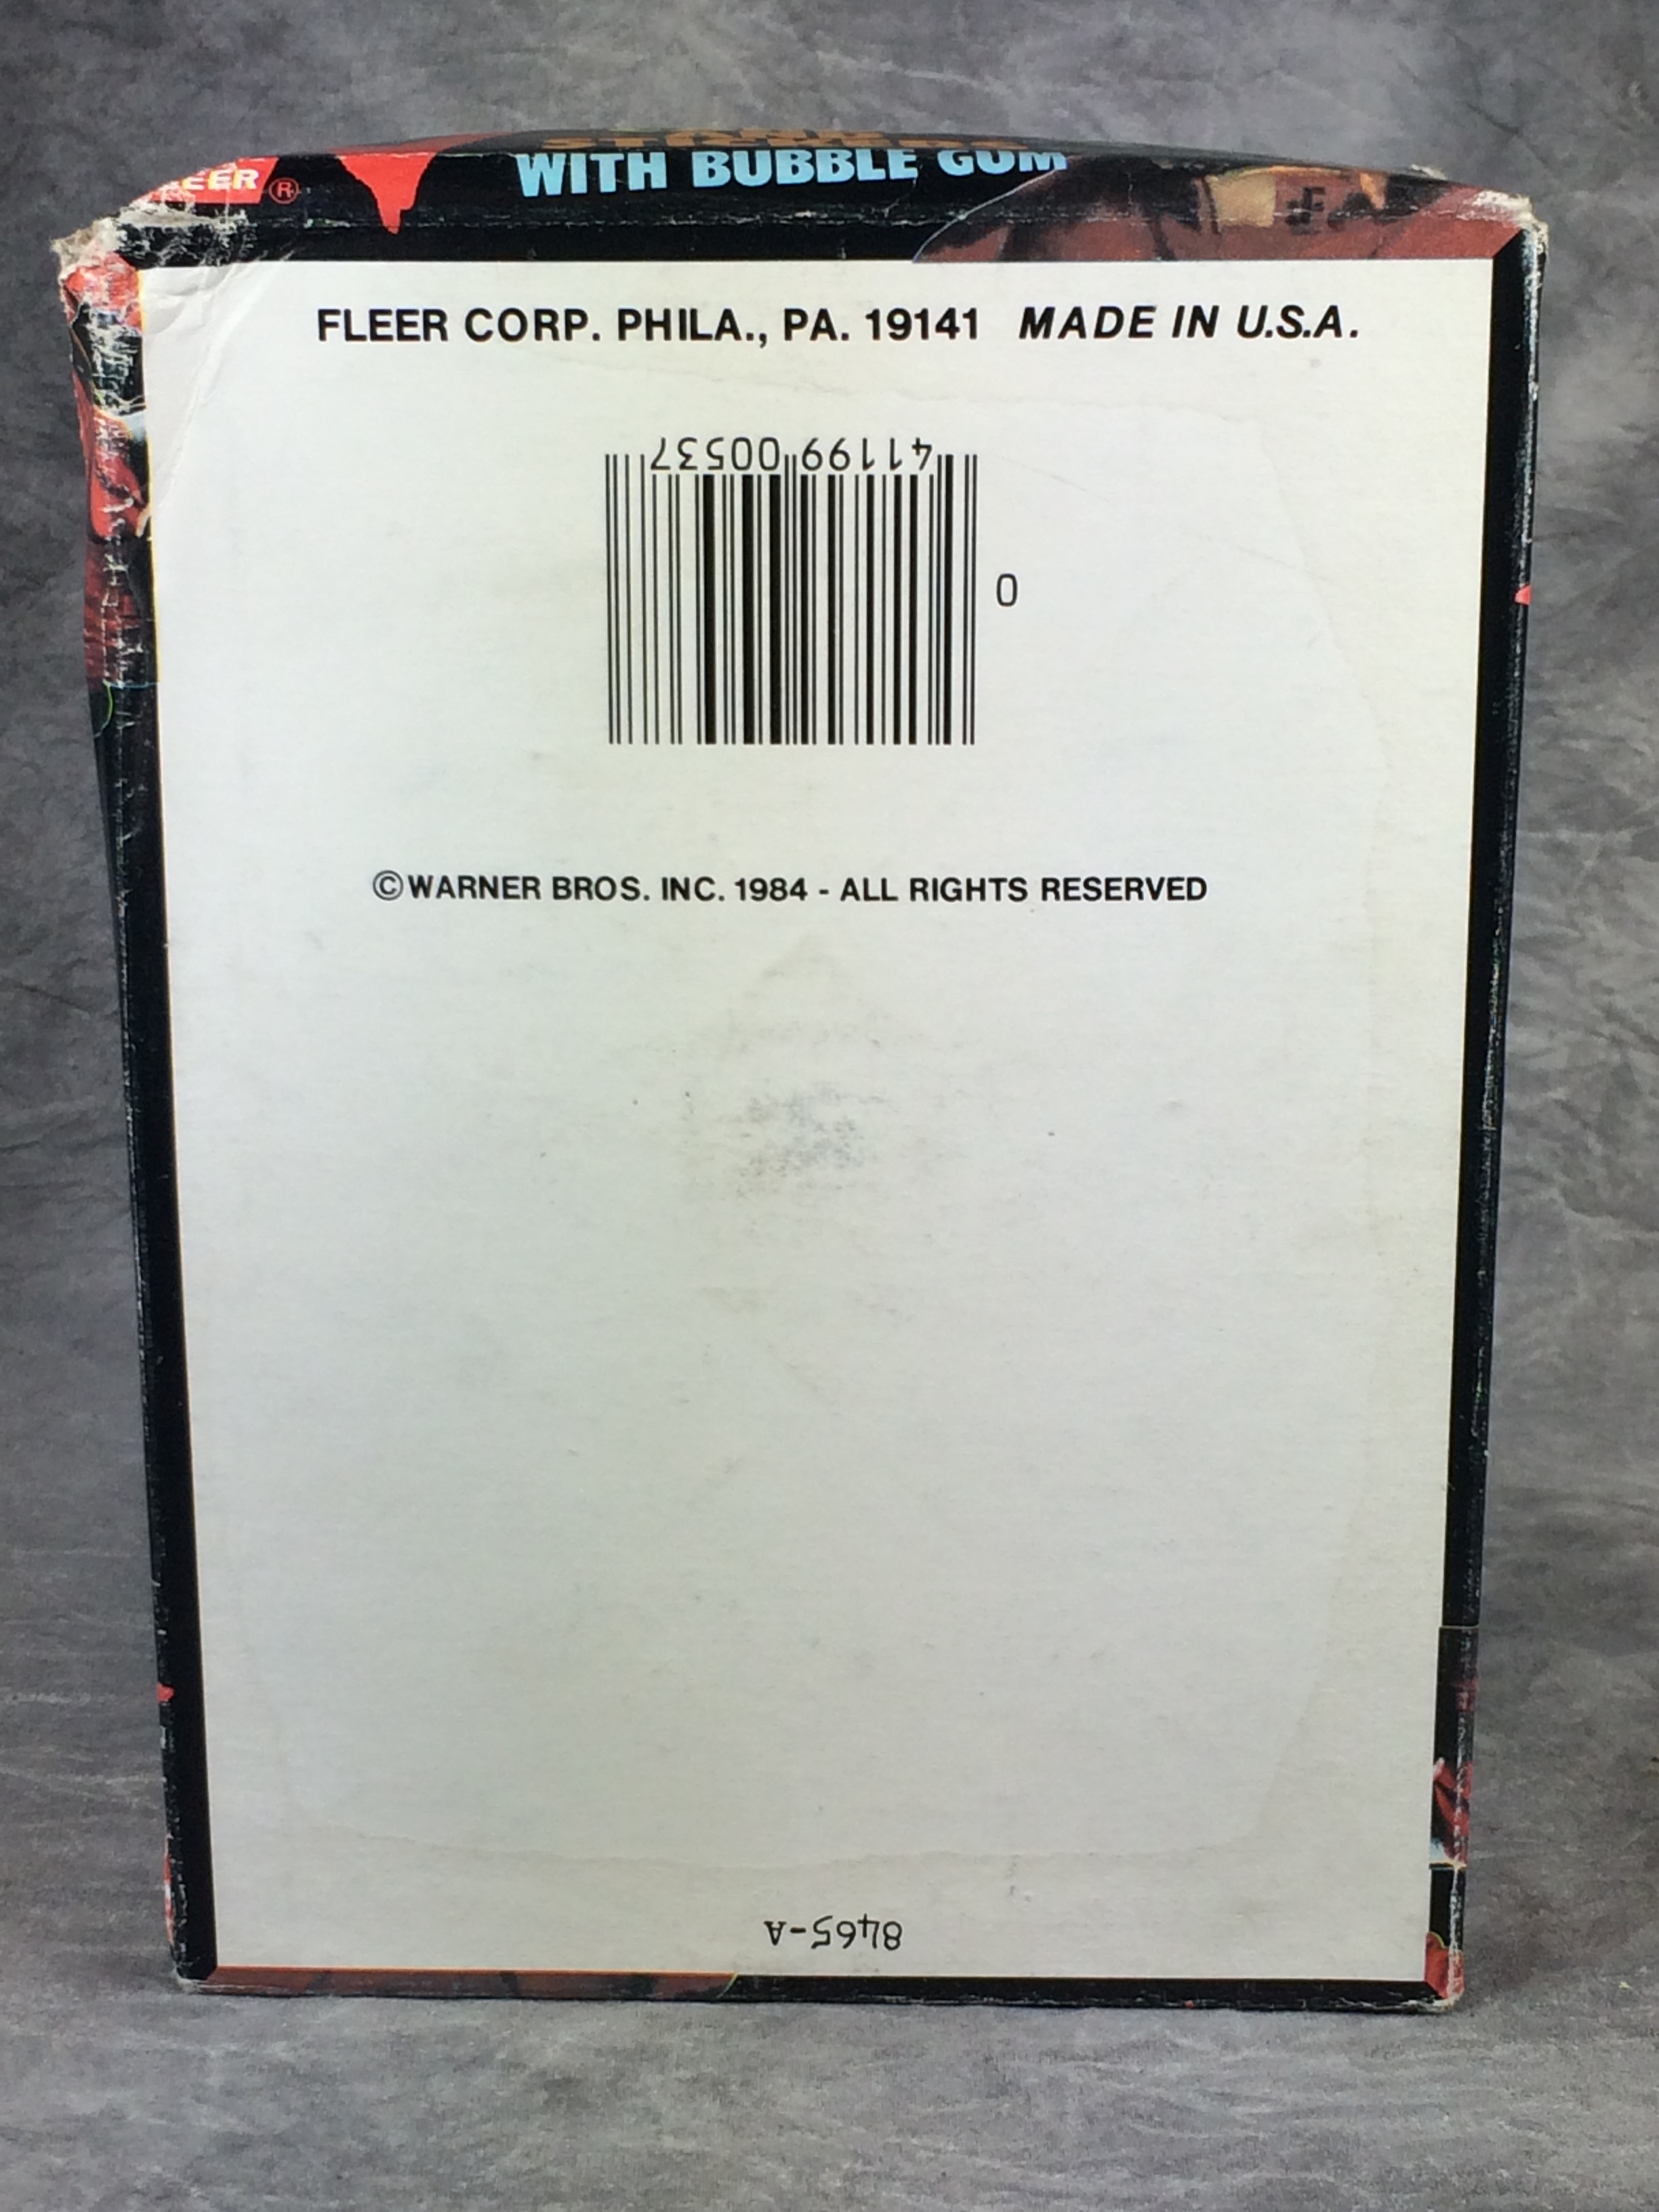 WITH BUBBLE GUM
EER ®
FLEER CORP. PHILA., PA. 19141 MADE IN U.S.A.
0 41199 00537
©WARNER BROS. INC. 1984 - ALL RIGHTS RESERVED
8465-A